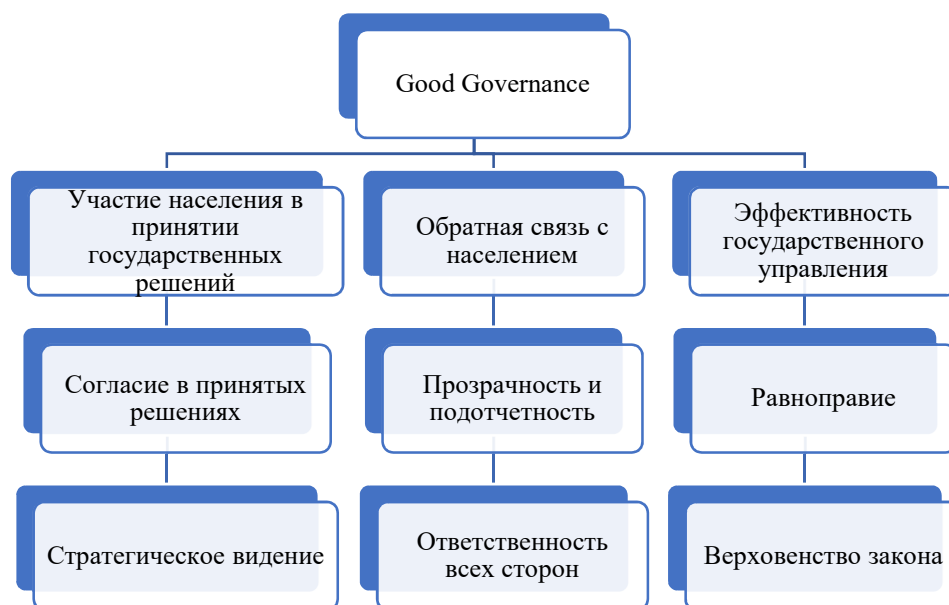 Good Governance
Участие населения в
принятии
государственных
решений
Обратная связь с
населением
Эффективность
государственного
управления
Согласие в принятых
решениях
Прозрачность и
подотчетность
Равноправие
Стратегическое видение
Ответственность
всех сторон
Верховенство закона